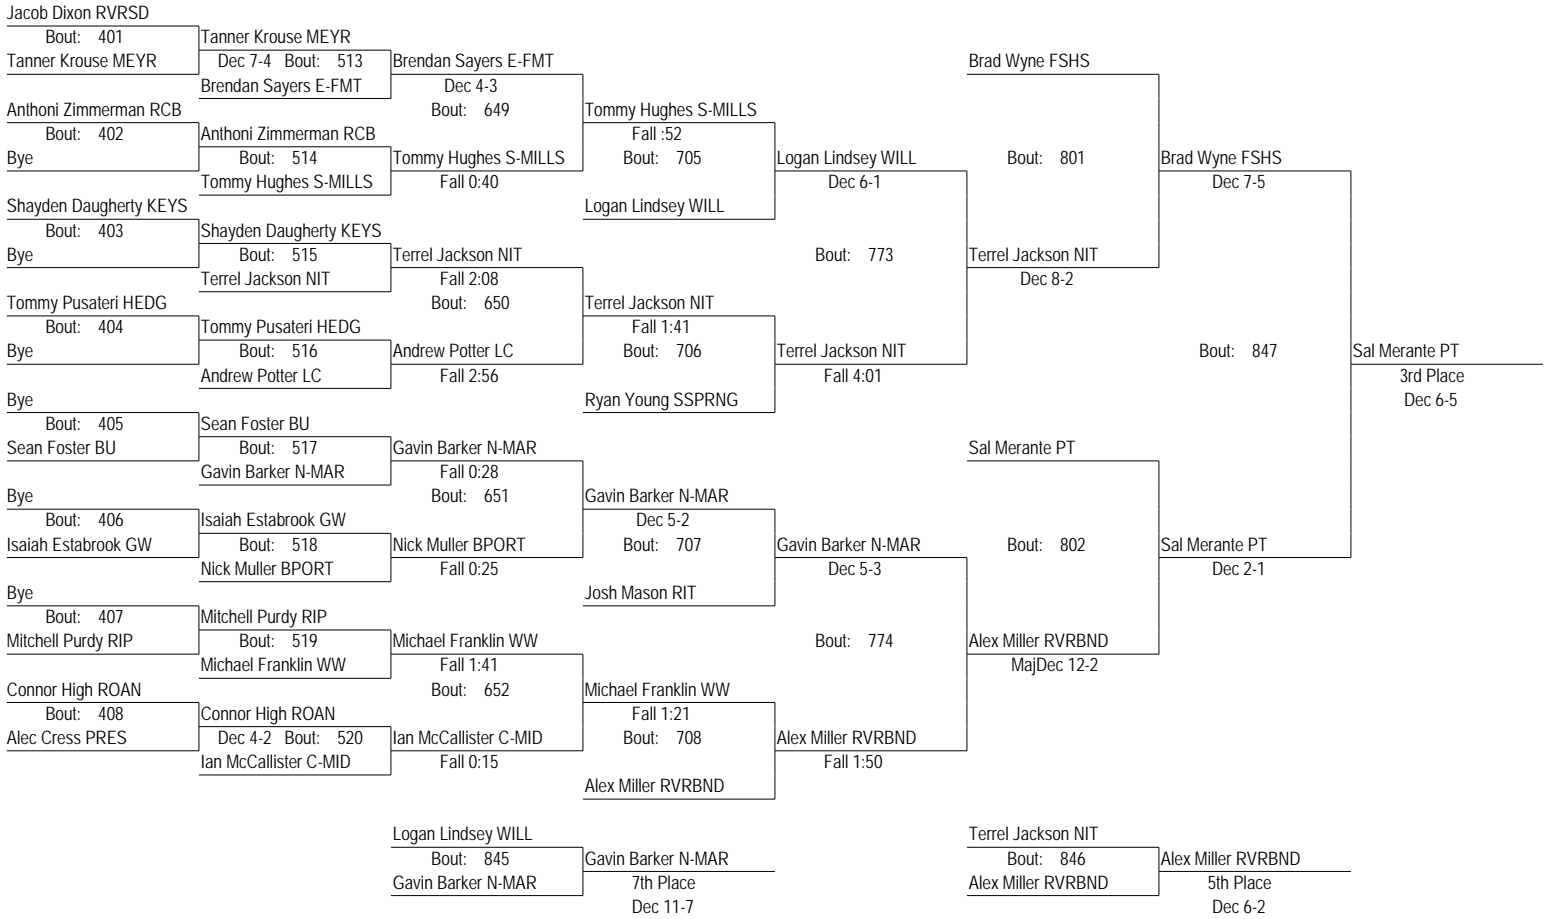 Jacob Dixon RVRSD
Bout: 401 Tanner Krouse MEYR
Tanner Krouse MEYR Dec 7-4 Bout: 513 Brendan Sayers E-FMT Brad Wyne FSHS
Brendan Sayers E-FMT Dec 4-3
Anthoni Zimmerman RCB Bout: 649 Tommy Hughes S-MILLS
Bout: 402 Anthoni Zimmerman RCB Fall :52
Bye Bout: 514 Tommy Hughes S-MILLS Bout: 705 Logan Lindsey WILL Bout: 801 Brad Wyne FSHS
Tommy Hughes S-MILLS Fall 0:40 Dec 6-1 Dec 7-5
Shayden Daugherty KEYS Logan Lindsey WILL
Bout: 403 Shayden Daugherty KEYS
Bye Bout: 515 Terrel Jackson NIT Bout: 773 Terrel Jackson NIT
Terrel Jackson NIT Fall 2:08 Dec 8-2
Tommy Pusateri HEDG Bout: 650 Terrel Jackson NIT
Bout: 404 Tommy Pusateri HEDG Fall 1:41
Bye Bout: 516 Andrew Potter LC Bout: 706 Terrel Jackson NIT Bout: 847 Sal Merante PT
Andrew Potter LC Fall 2:56 Fall 4:01 3rd Place
Bye Ryan Young SSPRNG Dec 6-5
Bout: 405 Sean Foster BU
Sean Foster BU Bout: 517 Gavin Barker N-MAR Sal Merante PT
Gavin Barker N-MAR Fall 0:28
Bye Bout: 651 Gavin Barker N-MAR
Bout: 406 Isaiah Estabrook GW Dec 5-2
Isaiah Estabrook GW Bout: 518 Nick Muller BPORT Bout: 707 Gavin Barker N-MAR Bout: 802 Sal Merante PT
Nick Muller BPORT Fall 0:25 Dec 5-3 Dec 2-1
Bye Josh Mason RIT
Bout: 407 Mitchell Purdy RIP
Mitchell Purdy RIP Bout: 519 Michael Franklin WW Bout: 774 Alex Miller RVRBND
Michael Franklin WW Fall 1:41 MajDec 12-2
Connor High ROAN Bout: 652 Michael Franklin WW
Bout: 408 Connor High ROAN Fall 1:21
Alec Cress PRES Dec 4-2 Bout: 520 Ian McCallister C-MID Bout: 708 Alex Miller RVRBND
Ian McCallister C-MID Fall 0:15 Fall 1:50
Alex Miller RVRBND
Logan Lindsey WILL Terrel Jackson NIT
Bout: 845 Gavin Barker N-MAR Bout: 846 Alex Miller RVRBND
Gavin Barker N-MAR 7th Place Alex Miller RVRBND 5th Place
Dec 11-7 Dec 6-2